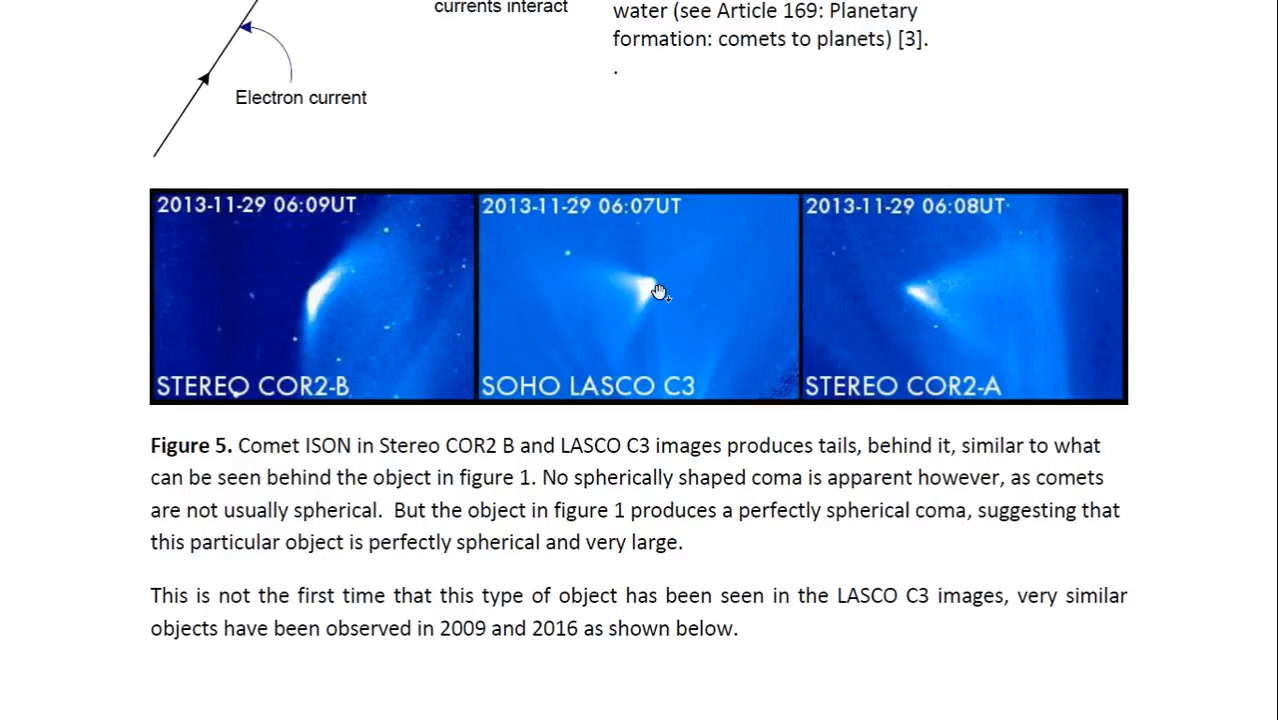 currents interact
Electron current
water (see Article 169: Planetary
formation: comets to planets) [3].
.
2013-11-29 06:09UT
2013-11-29 06:07UT
2013-11-29 06:08UT
STEREO COR2-B
SOHO LASCO C3
STEREO COR2-A
Figure 5. Comet ISON in Stereo COR2 B and LASCO C3 images produces tails, behind it, similar to what
can be seen behind the object in figure 1. No spherically shaped coma is apparent however, as comets
are not usually spherical.  But the object in figure 1 produces a perfectly spherical coma, suggesting that
this particular object is perfectly spherical and very large.
This is not the first time that this type of object has been seen in the LASCO C3 images, very similar
objects have been observed in 2009 and 2016 as shown below.